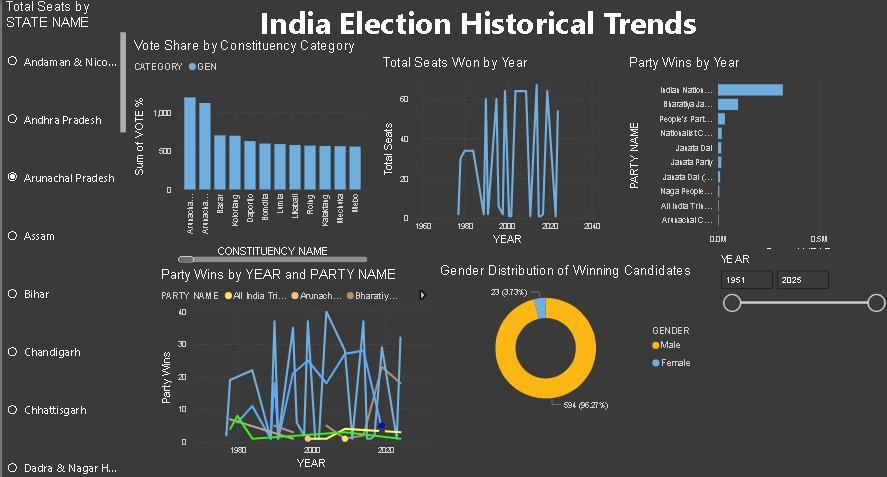 India Election Historical Trends
Total Seats by
STATE NAME
Andaman & Nico...
Andhra Pradesh
Arunachal Pradesh
Assam
Bihar
Chandigarh
Chhattisgarh
Dadra & Nagar H...
Vote Share by Constituency Category
CATEGORY GEN
Sum of VOTE %
1,000
500
0
Arunacha...
Arunacha...
Basar
Koloriang
Daporijo
Bomdila
Lumla
Likabali
Roing
Kalaktang
Mechuka
Mebo
CONSTITUENCY NAME
Total Seats Won by Year
Total Seats
60
40
20
0
1960
1980
2000
2020
2040
YEAR
Party Wins by Year
PARTY NAME
Indian Nation...
Bharatiya Ja...
People's Part...
Nationalist C...
Janata Dal
Janata Party
Janata Dal (...
Naga People...
All India Trin...
Arunachal C...
0.0M
0.5M
YEAR
1951
2025
Party Wins by YEAR and PARTY NAME
PARTY NAME All India Tri... Arunach... Bharatiy...
Party Wins
40
30
20
10
0
1980
2000
2020
YEAR
Gender Distribution of Winning Candidates
23 (3.73%)
594 (96.27%)
GENDER
Male
Female